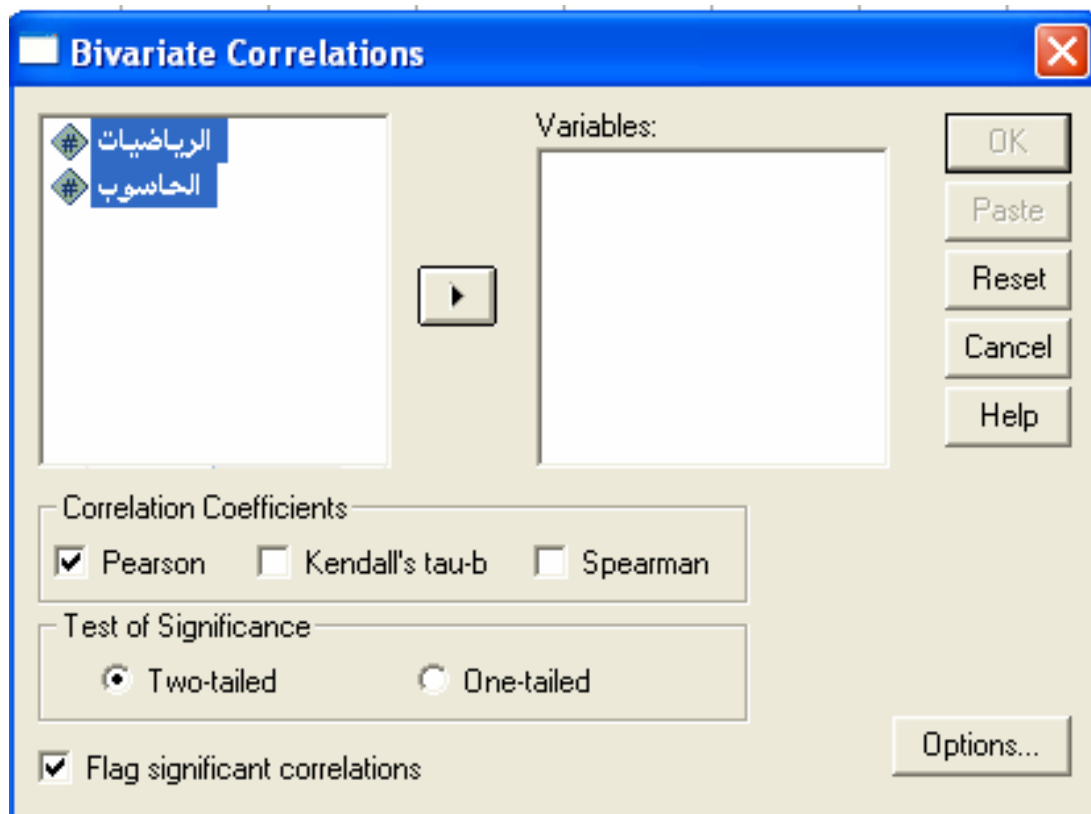 Bivariate Correlations
الرياضيات
الحاسوب
Variables:
OK
Paste
Reset
Cancel
Help
Correlation Coefficients
Pearson Kendall's tau-b Spearman
Test of Significance
Two-tailed One-tailed
Flag significant correlations
Options...